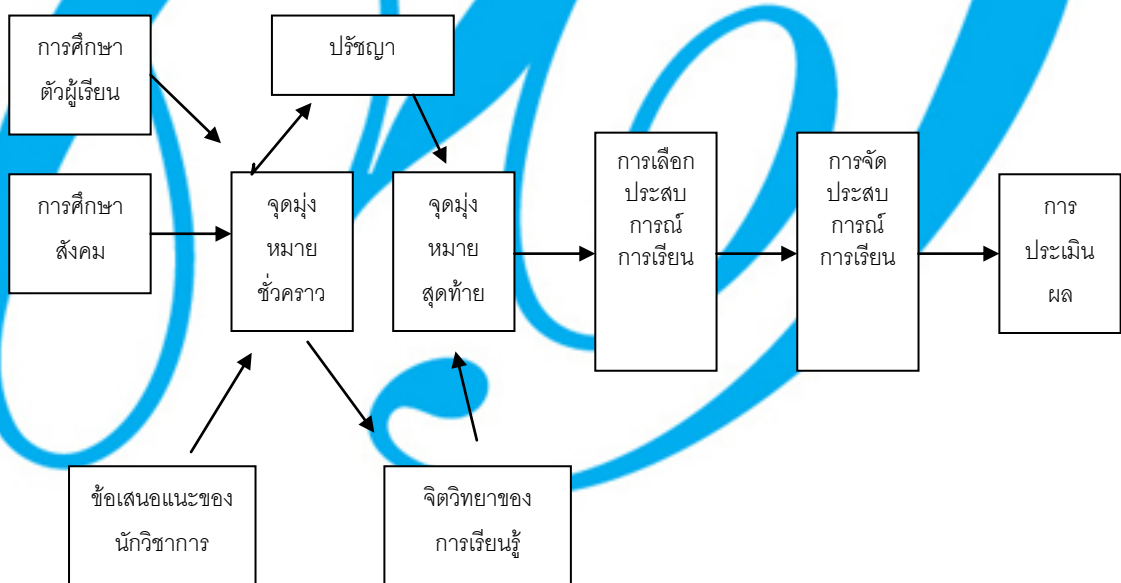 การศึกษา
ตัวผู้เรียน
ปรัชญา
การศึกษา
สังคม
จุดมุ่ง
หมาย
ชั่วคราว
จุดมุ่ง
หมาย
สุดท้าย
การเลือก
ประสบ
การณ์
การเรียน
การจัด
ประสบ
การณ์
การเรียน
การ
ประเมิน
ผล
ข้อเสนอแนะของ
นักวิชาการ
จิตวิทยาของ
การเรียนรู้